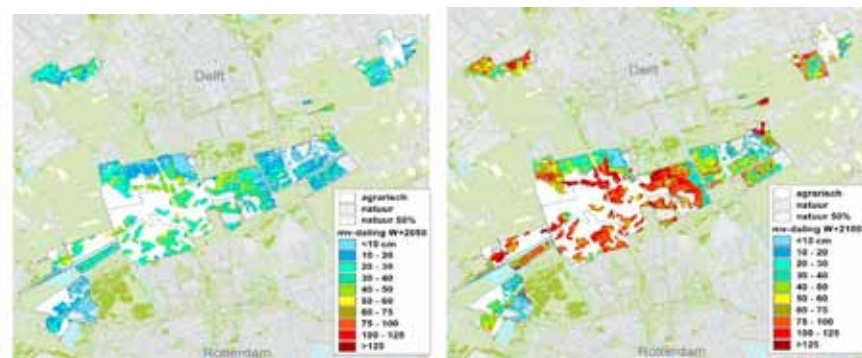 Delft
agrarisch
natuur
natuur 50%
mv-daling W+2050
<10 cm
10 - 20
20 - 30
30 - 40
40 - 50
50 - 60
60 - 75
75 - 100
100 - 125
>125
Rotterdam
Delft
agrarisch
natuur
natuur 50%
mv-daling W+2100
<10 cm
10 - 20
20 - 30
30 - 40
40 - 50
50 - 60
60 - 75
75 - 100
100 - 125
>125
Rotterdam